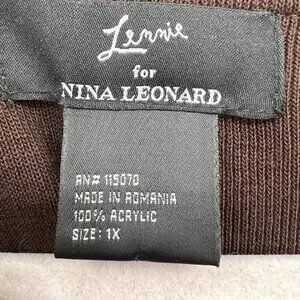 Lennie
for
NINA LEONARD
RN# 115070
MADE IN ROMANIA
100% ACRYLIC
SIZE: 1X